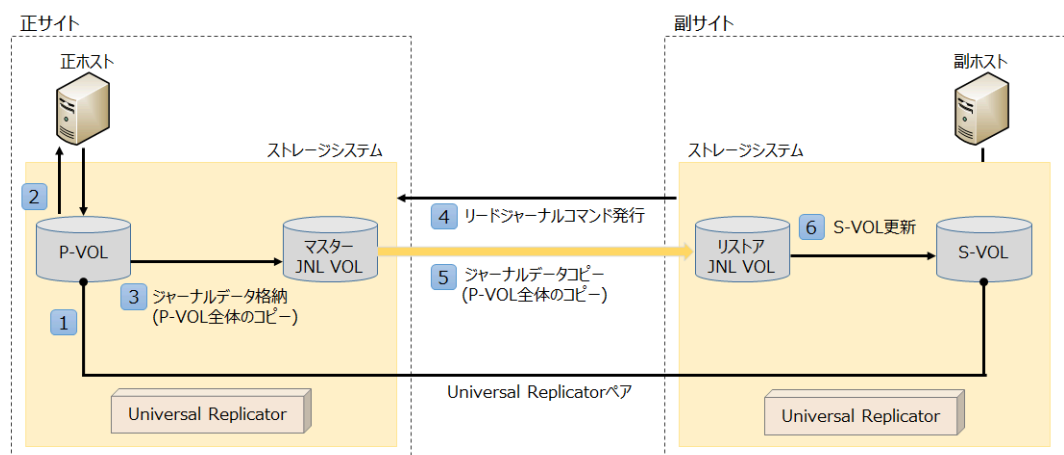 正サイト
副サイト
正ホスト
副ホスト
ストレージシステム
ストレージシステム
2
4 リードジャーナルコマンド発行
P-VOL
マスター
JNL VOL
リストア
JNL VOL
6 S-VOL更新
S-VOL
3 ジャーナルデータ格納
(P-VOL全体のコピー)
5 ジャーナルデータコピー
(P-VOL全体のコピー)
1
Universal Replicatorペア
Universal Replicator
Universal Replicator